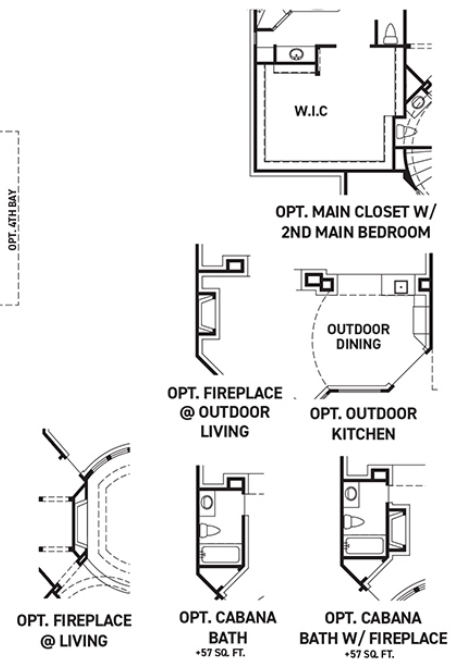 W.I.C
OPT. MAIN CLOSET W/
2ND MAIN BEDROOM
OPT. 4TH BAY
OUTDOOR
DINING
OPT. FIREPLACE
@ OUTDOOR
LIVING
OPT. OUTDOOR
KITCHEN
OPT. FIREPLACE
@ LIVING
OPT. CABANA
BATH
+57 SQ. FT.
OPT. CABANA
BATH W/ FIREPLACE
+57 SQ. FT.